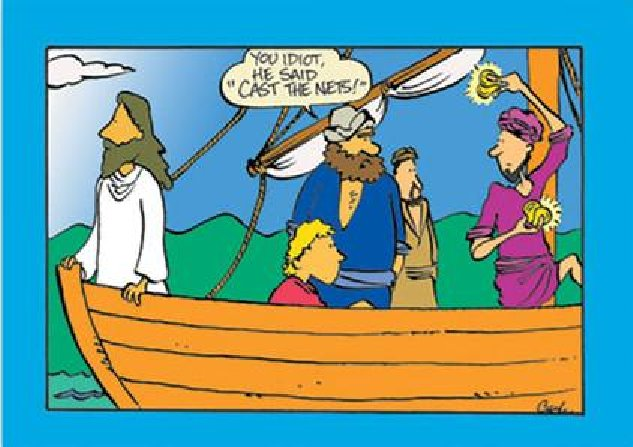 YOU IDIOT,
HE SAID
"CAST THE NETS!"